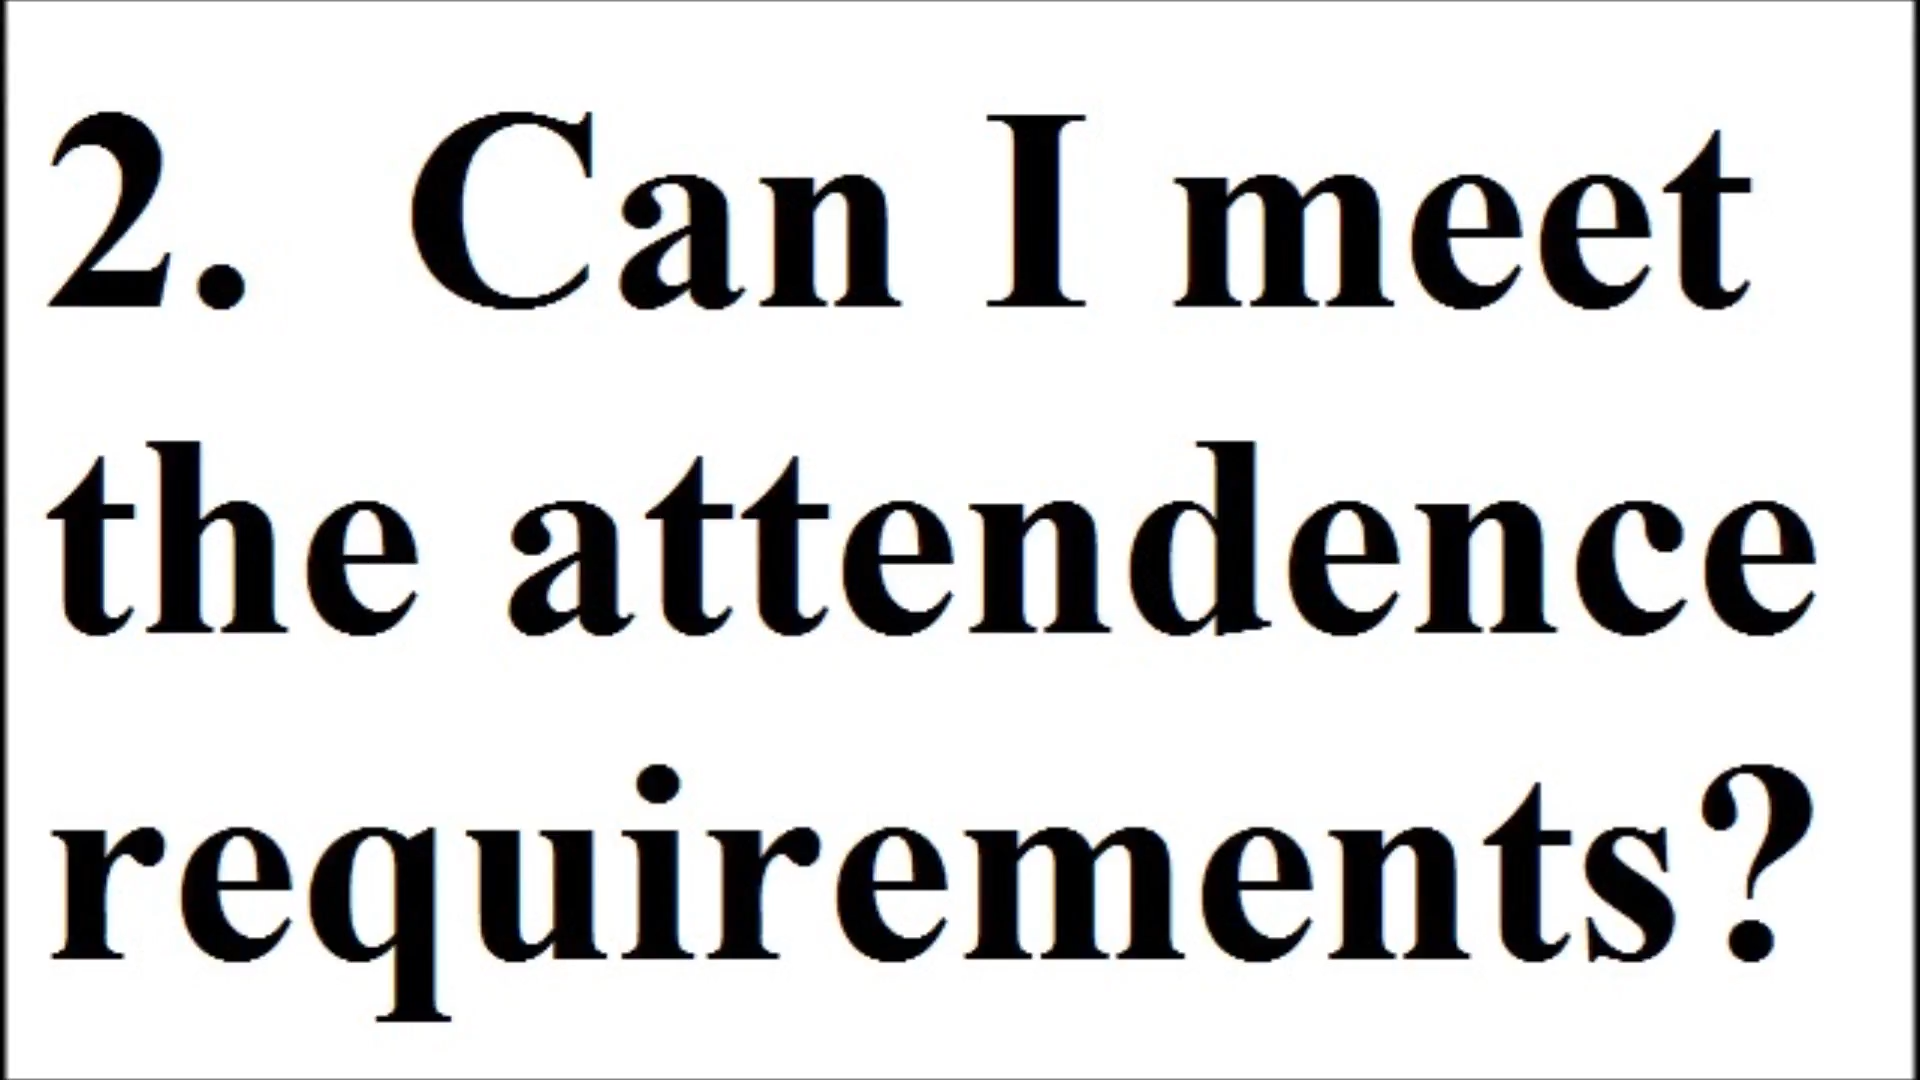 2. Can I meet
the attendence
requirements?